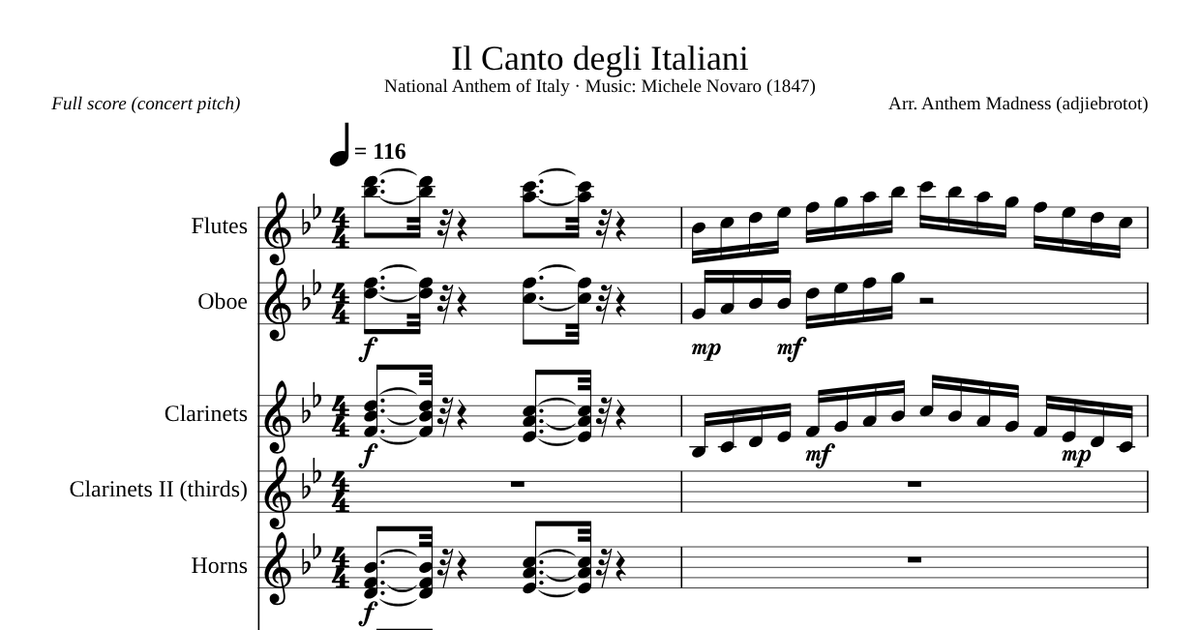 Il Canto degli Italiani
National Anthem of Italy · Music: Michele Novaro (1847)
Full score (concert pitch)
Arr. Anthem Madness (adjiebrotot)
= 116
Flutes
Oboe
f
mp
mf
Clarinets
f
mf
mp
Clarinets II (thirds)
Horns
f